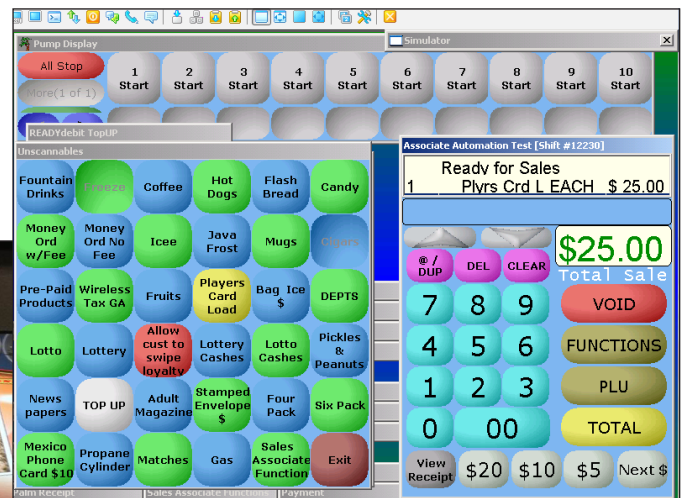 Pump Display
Simulator
All Stop
More(1 of 1)
1 Start
2 Start
3 Start
4 Start
5 Start
6 Start
7 Start
8 Start
9 Start
10 Start
READYdebit TopUP
Unscannables
Fountain Drinks
Freeze
Coffee
Hot Dogs
Flash Bread
Candy
Money Ord w/Fee
Money Ord No Fee
Icee
Java Frost
Mugs
Pre-Paid Products
Wireless Tax GA
Fruits
Players Card Load
Bag Ice $
DEPTS
Lotto
Lottery
Allow cust to swipe loyalty
Lottery Cashes
Lotto Cashes
Pickles & Peanuts
News papers
TOP UP
Adult Magazine
Stamped Envelope $
Four Pack
Six Pack
Mexico Phone Card $10
Propane Cylinder
Matches
Gas
Sales Associate Function
Exit
Associate Automation Test [Shift #12230]
Ready for Sales
1 Plyrs Crd L EACH $ 25.00
$25.00
Total Sale
@ / DUP
DEL
CLEAR
7
8
9
VOID
4
5
6
FUNCTIONS
1
2
3
PLU
0
00
TOTAL
View Receipt
$20
$10
$5
Next $
Palm Receipt
Sales Associate Functions
Payment